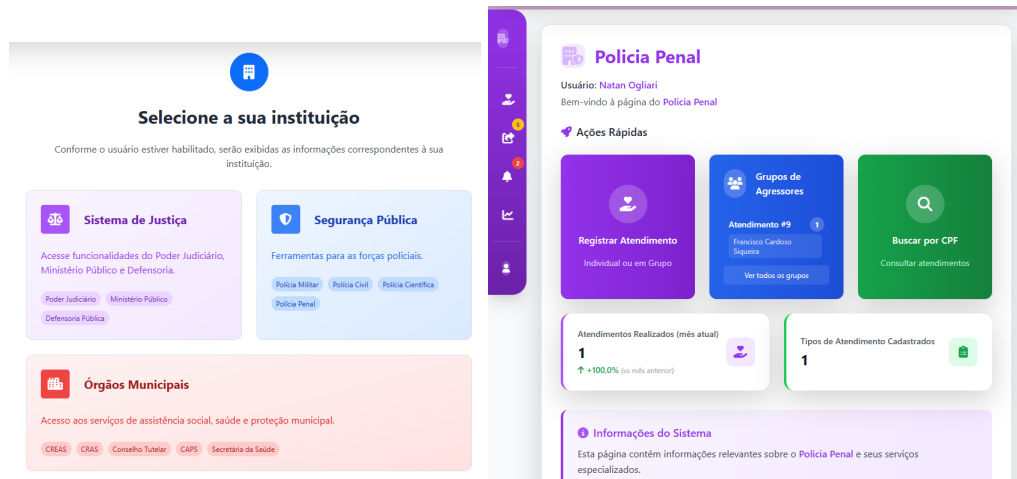 Selecione a sua instituição
Conforme o usuário estiver habilitado, serão exibidas as informações correspondentes à sua
instituição.
Sistema de Justiça
Acesse funcionalidades do Poder Judiciário,
Ministério Público e Defensoria.
Poder Judiciário
Ministério Público
Defensoria Pública
Segurança Pública
Ferramentas para as forças policiais.
Polícia Militar
Polícia Civil
Polícia Científica
Polícia Penal
Órgãos Municipais
Acesso aos serviços de assistência social, saúde e proteção municipal.
CREAS
CRAS
Conselho Tutelar
CAPS
Secretária da Saúde
5
2
Policia Penal
Usuário: Natan Ogliari
Bem-vindo à página do Policia Penal
Ações Rápidas
Registrar Atendimento
Individual ou em Grupo
Grupos de
Agressores
Atendimento #9
1
Francisco Cardoso
Siqueira
Ver todos os grupos
Buscar por CPF
Consultar atendimentos
Atendimentos Realizados (mês atual)
1
+100,0% (vs mês anterior)
Tipos de Atendimento Cadastrados
1
Informações do Sistema
Esta página contém informações relevantes sobre o Policia Penal e seus serviços
especializados.